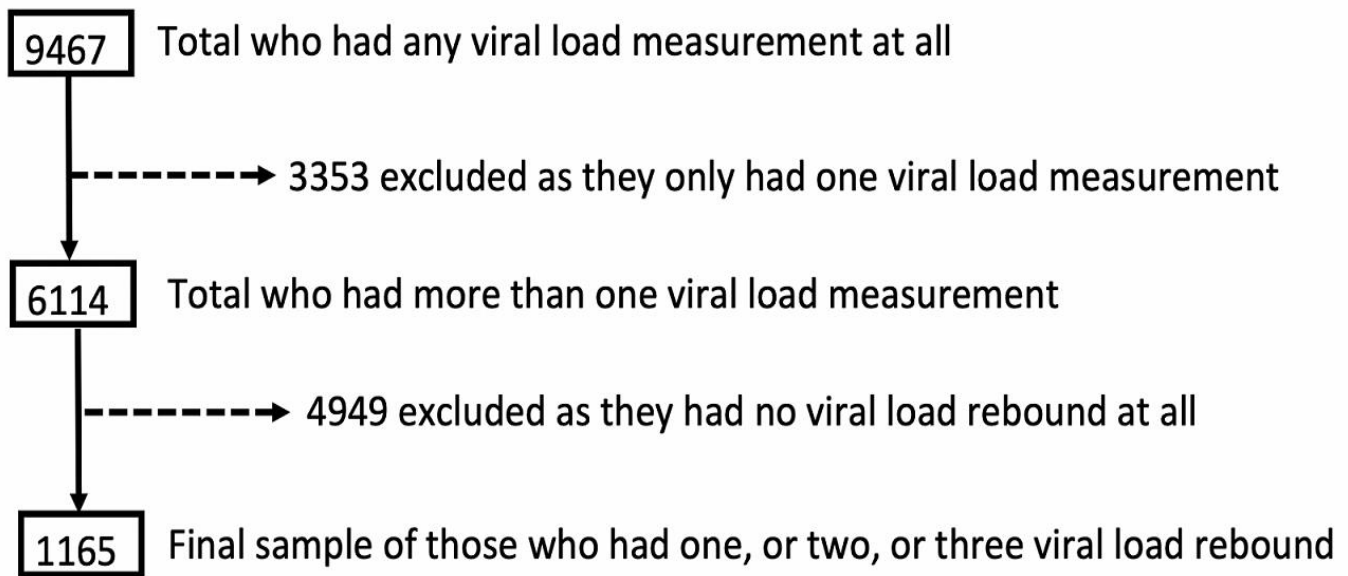 9467 Total who had any viral load measurement at all
3353 excluded as they only had one viral load measurement
6114 Total who had more than one viral load measurement
4949 excluded as they had no viral load rebound at all
1165 Final sample of those who had one, or two, or three viral load rebound